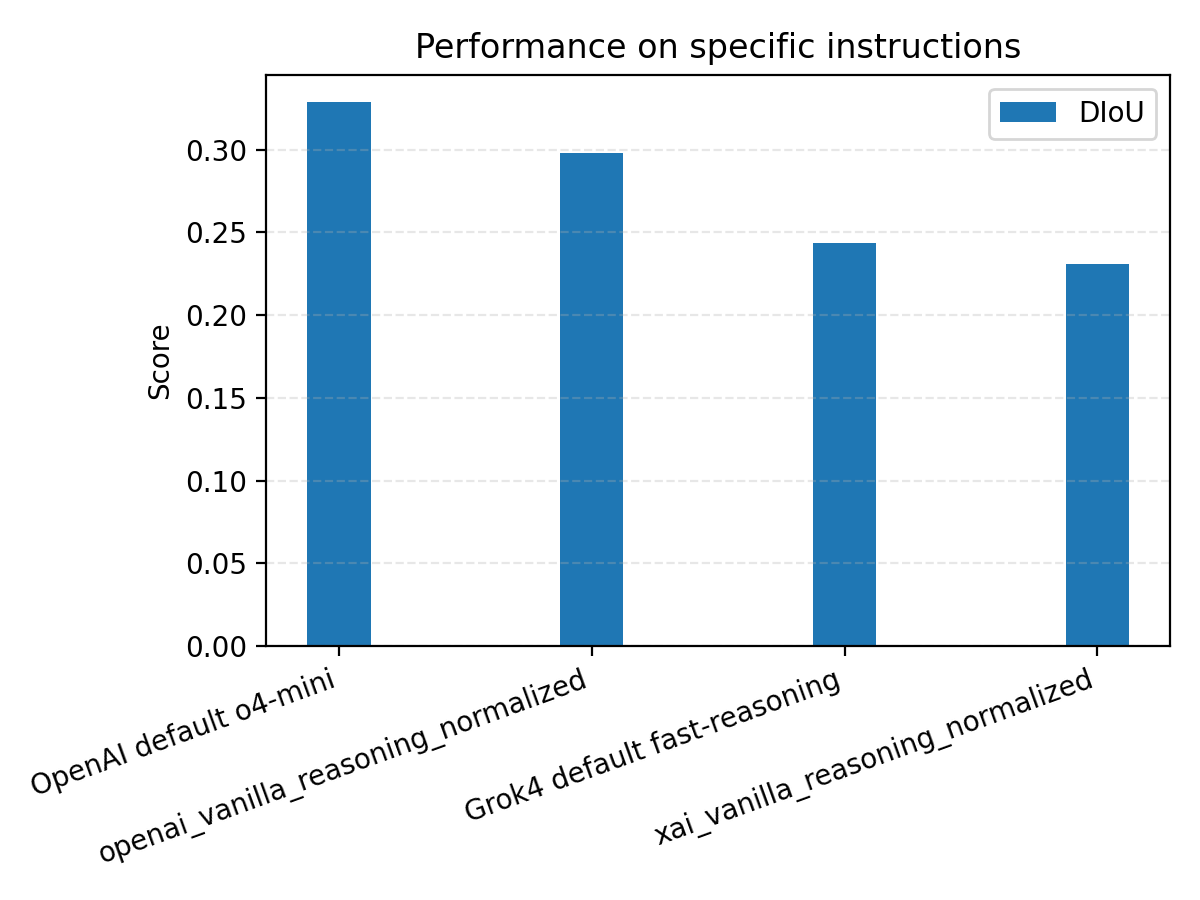 Performance on specific instructions
DIoU
Score
0.30
0.25
0.20
0.15
0.10
0.05
0.00
OpenAI default o4-mini
openai_vanilla_reasoning_normalized
Grok4 default fast-reasoning
xai_vanilla_reasoning_normalized